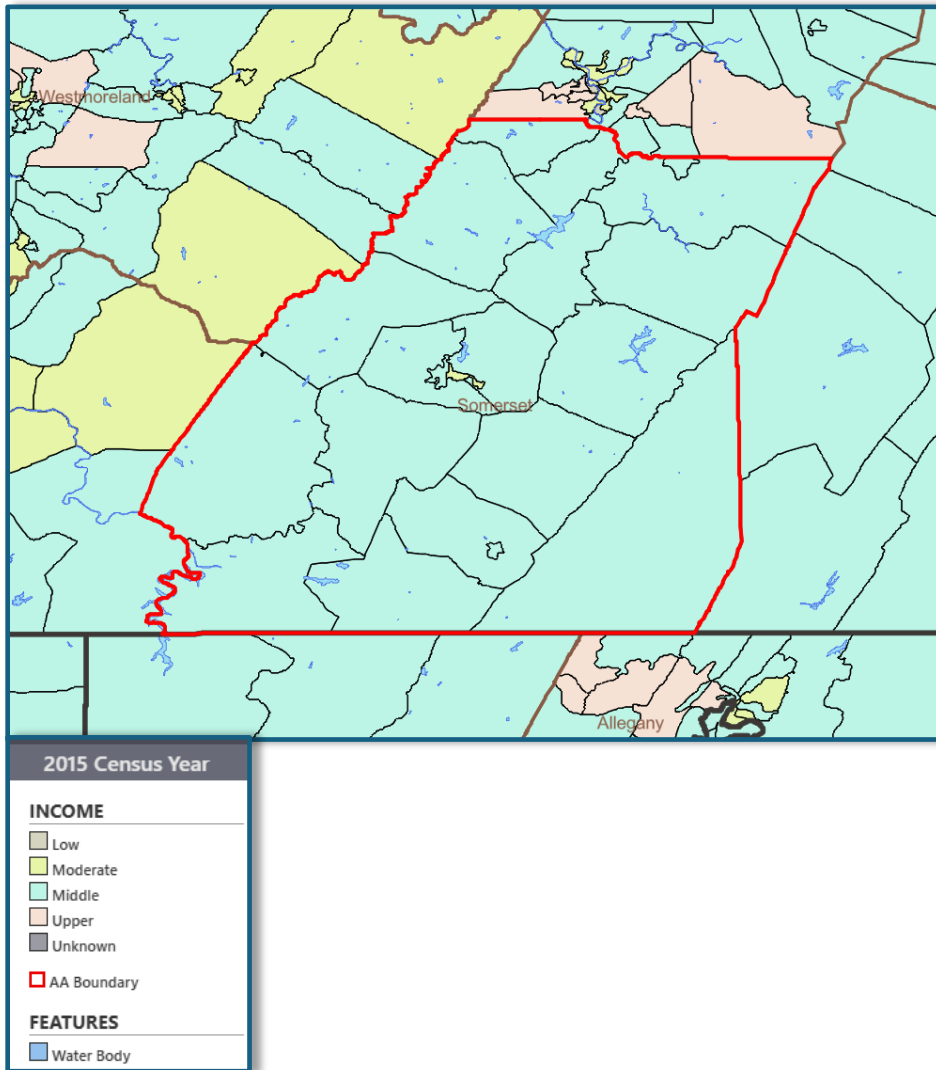 Westmoreland
Somerset
Allegany
2015 Census Year
INCOME
Low
Moderate
Middle
Upper
Unknown
AA Boundary
FEATURES
Water Body